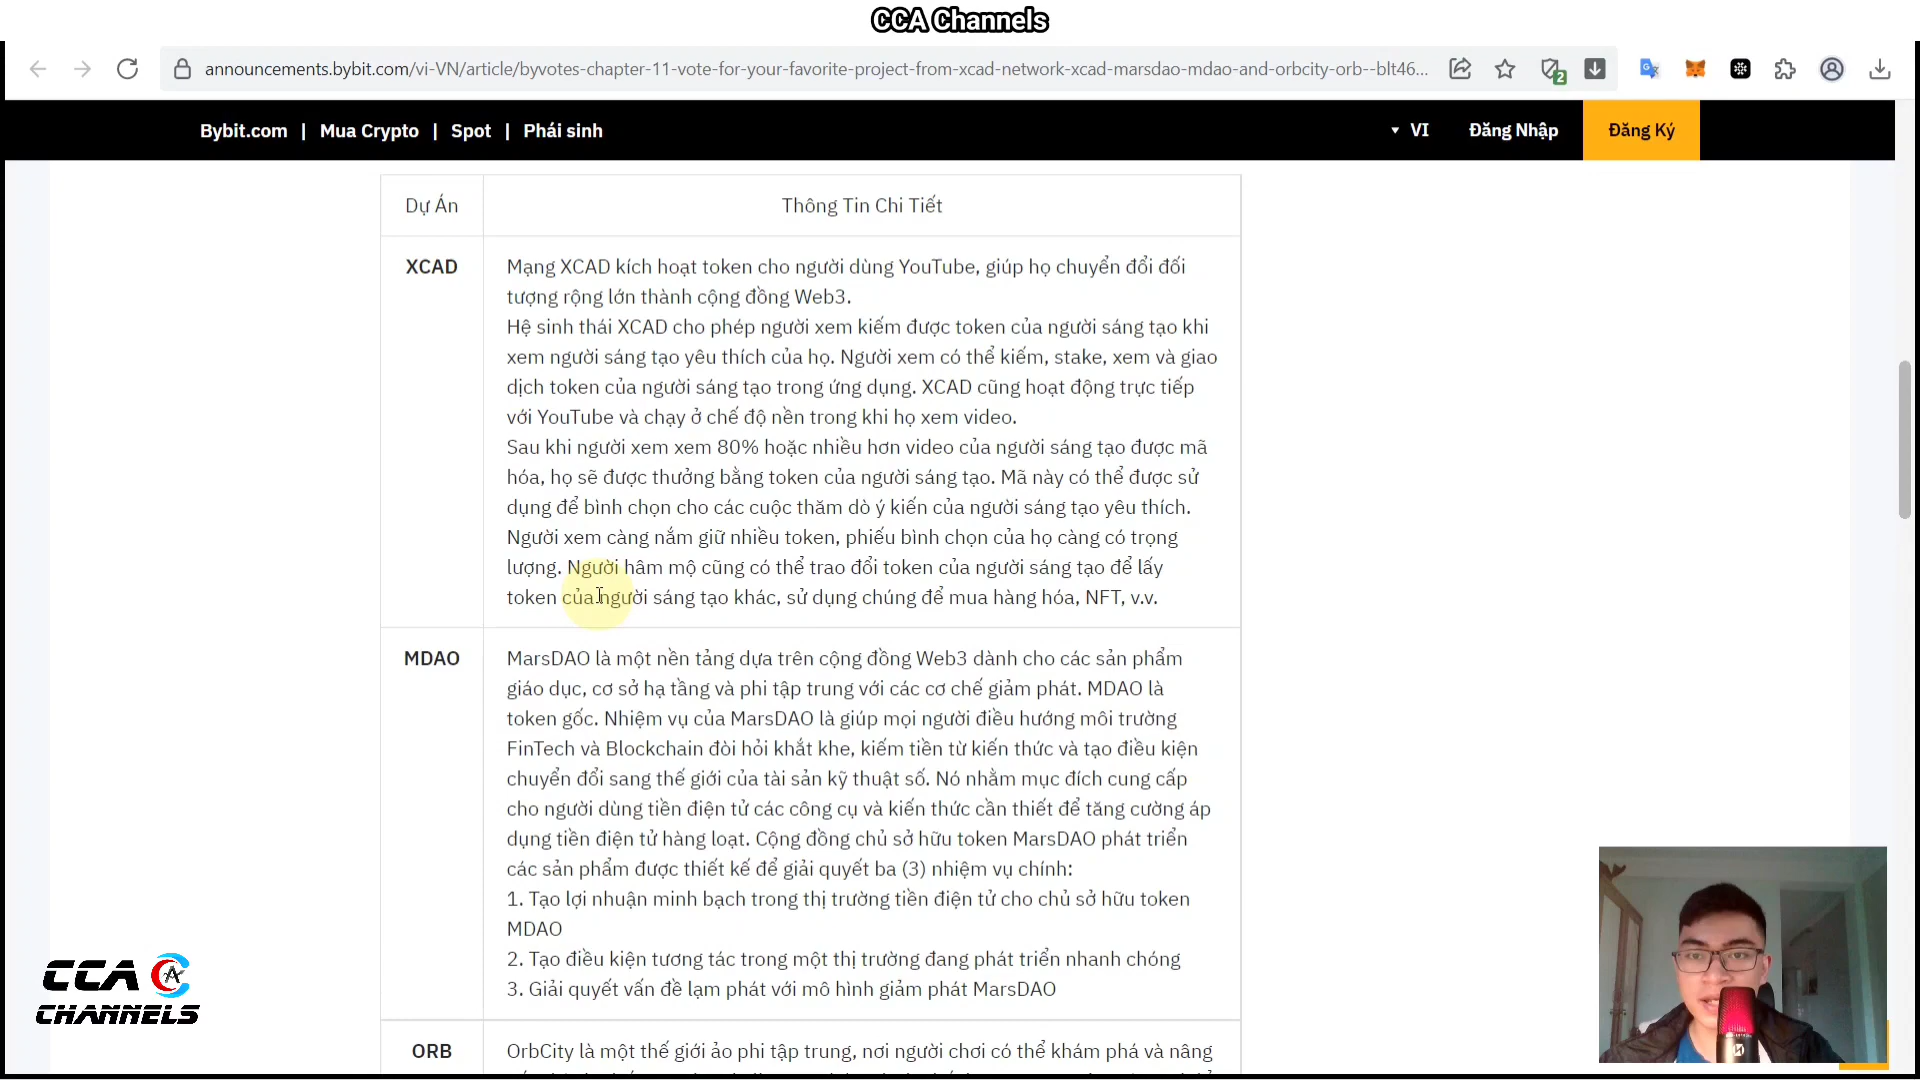 CCA Channels
announcements.bybit.com/vi-VN/article/byvotes-chapter-11-vote-for-your-favorite-project-from-xcad-network-xcad-marsdao-mdao-and-orbcity-orb--blt46...
2
Bybit.com | Mua Crypto | Spot | Phái sinh
VI Đăng Nhập Đăng Ký
Dự Án Thông Tin Chi Tiết
XCAD
Mạng XCAD kích hoạt token cho người dùng YouTube, giúp họ chuyển đổi đối
tượng rộng lớn thành cộng đồng Web3.
Hệ sinh thái XCAD cho phép người xem kiếm được token của người sáng tạo khi
xem người sáng tạo yêu thích của họ. Người xem có thể kiếm, stake, xem và giao
dịch token của người sáng tạo trong ứng dụng. XCAD cũng hoạt động trực tiếp
với YouTube và chạy ở chế độ nền trong khi họ xem video.
Sau khi người xem xem 80% hoặc nhiều hơn video của người sáng tạo được mã
hóa, họ sẽ được thưởng bằng token của người sáng tạo. Mã này có thể được sử
dụng để bình chọn cho các cuộc thăm dò ý kiến của người sáng tạo yêu thích.
Người xem càng nắm giữ nhiều token, phiếu bình chọn của họ càng có trọng
lượng. Người hâm mộ cũng có thể trao đổi token của người sáng tạo để lấy
token của người sáng tạo khác, sử dụng chúng để mua hàng hóa, NFT, v.v.
MDAO
MarsDAO là một nền tảng dựa trên cộng đồng Web3 dành cho các sản phẩm
giáo dục, cơ sở hạ tầng và phi tập trung với các cơ chế giảm phát. MDAO là
token gốc. Nhiệm vụ của MarsDAO là giúp mọi người điều hướng môi trường
FinTech và Blockchain đòi hỏi khắt khe, kiếm tiền từ kiến thức và tạo điều kiện
chuyển đổi sang thế giới của tài sản kỹ thuật số. Nó nhằm mục đích cung cấp
cho người dùng tiền điện tử các công cụ và kiến thức cần thiết để tăng cường áp
dụng tiền điện tử hàng loạt. Cộng đồng chủ sở hữu token MarsDAO phát triển
các sản phẩm được thiết kế để giải quyết ba (3) nhiệm vụ chính:
1. Tạo lợi nhuận minh bạch trong thị trường tiền điện tử cho chủ sở hữu token
MDAO
2. Tạo điều kiện tương tác trong một thị trường đang phát triển nhanh chóng
3. Giải quyết vấn đề lạm phát với mô hình giảm phát MarsDAO
ORB
OrbCity là một thế giới ảo phi tập trung, nơi người chơi có thể khám phá và nâng
CCA
CHANNELS